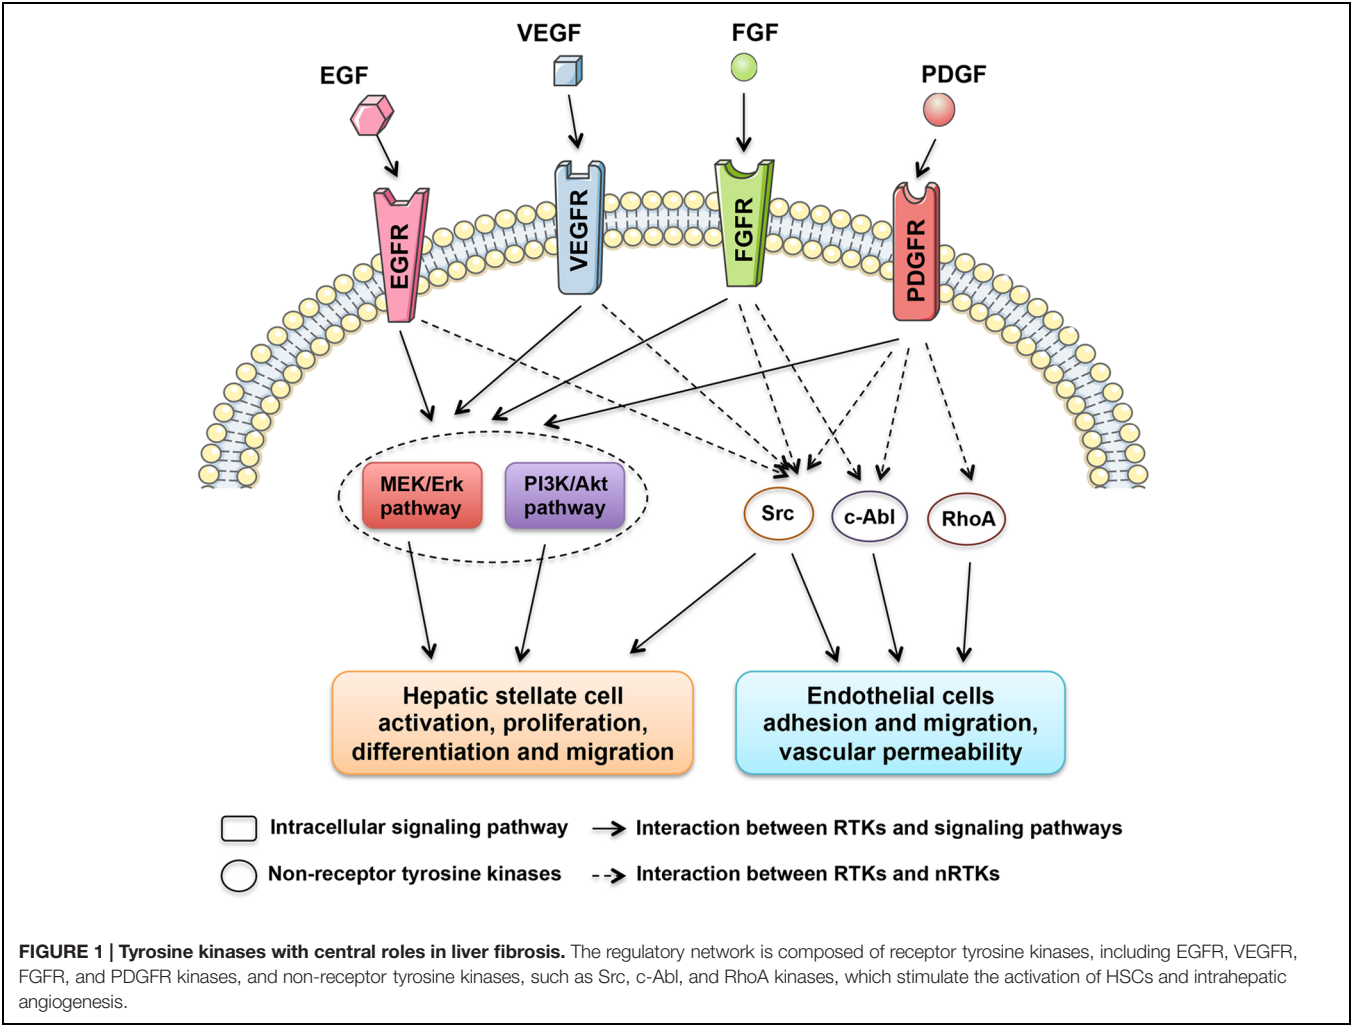 VEGF
FGF
EGF
PDGF
EGFR
VEGFR
FGFR
PDGFR
MEK/Erk
pathway
PI3K/Akt
pathway
Src
c-Abl
RhoA
Hepatic stellate cell
activation, proliferation,
differentiation and migration
Endothelial cells
adhesion and migration,
vascular permeability
Intracellular signaling pathway
Interaction between RTKs and signaling pathways
Non-receptor tyrosine kinases
Interaction between RTKs and nRTKs
FIGURE 1 | Tyrosine kinases with central roles in liver fibrosis. The regulatory network is composed of receptor tyrosine kinases, including EGFR, VEGFR,
FGFR, and PDGFR kinases, and non-receptor tyrosine kinases, such as Src, c-Abl, and RhoA kinases, which stimulate the activation of HSCs and intrahepatic
angiogenesis.